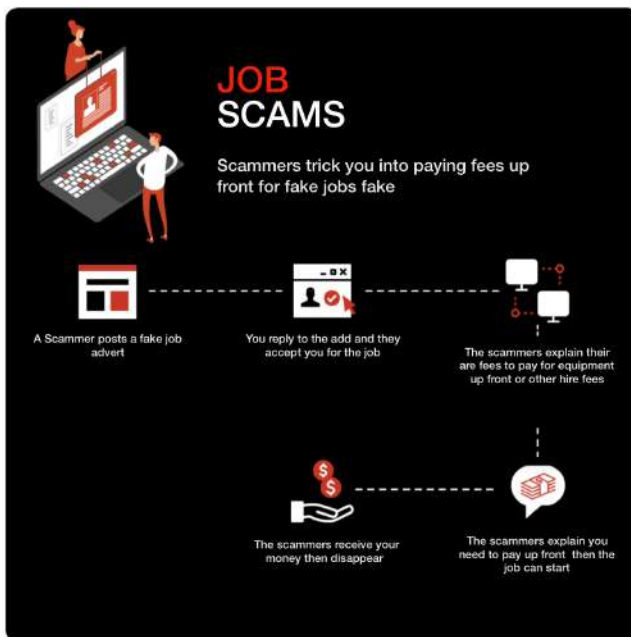 JOB
SCAMS
Scammers trick you into paying fees up
front for fake jobs fake
A Scammer posts a fake job
advert
You reply to the add and they
accept you for the job
The scammers explain their
are fees to pay for equipment
up front or other hire fees
The scammers explain you
need to pay up front then the
job can start
The scammers receive your
money then disappear